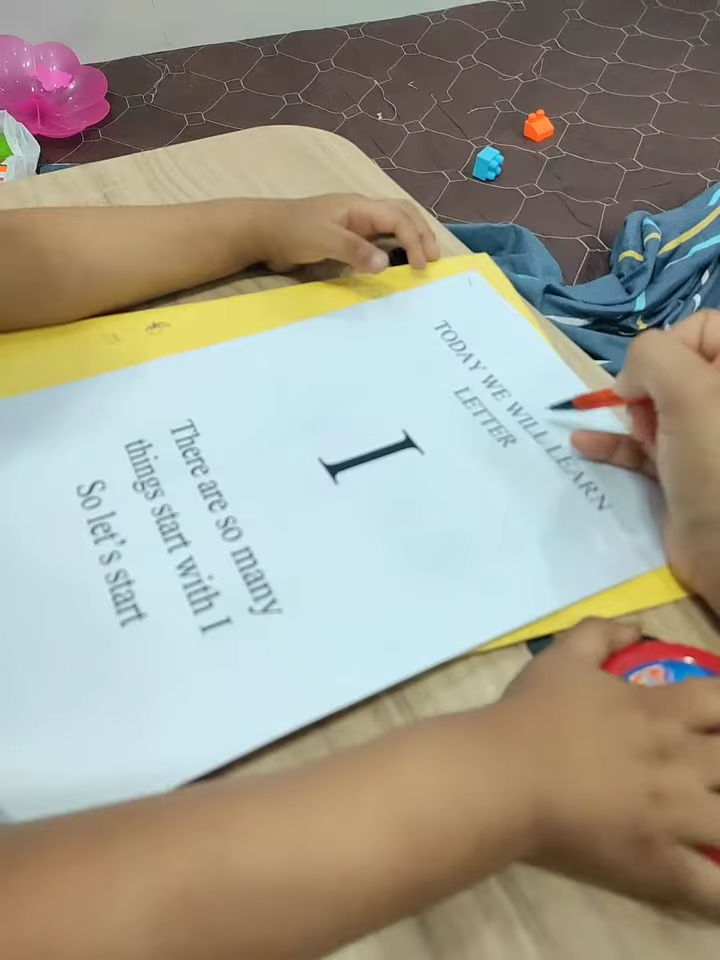 TODAY WE WILL LEARN
LETTER
I
There are so many
things start with I
So let's start